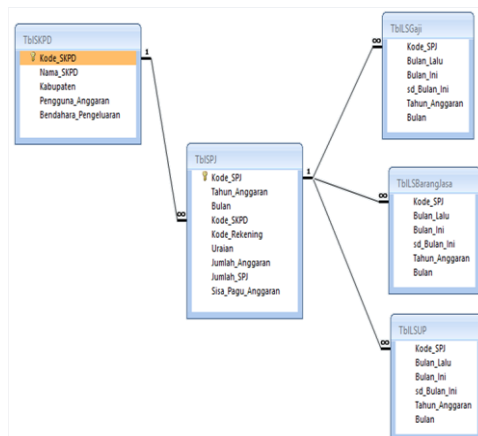 TblSKPD
Kode_SKPD
Nama_SKPD
Kabupaten
Pengguna_Anggaran
Bendahara_Pengeluaran
1
∞
TblSPJ
Kode_SPJ
Tahun_Anggaran
Bulan
Kode_SKPD
Kode_Rekening
Uraian
Jumlah_Anggaran
Jumlah_SPJ
Sisa_Pagu_Anggaran
1
∞
TblLSGaji
Kode_SPJ
Bulan_Lalu
Bulan_Ini
sd_Bulan_Ini
Tahun_Anggaran
Bulan
∞
TblLSBarangJasa
Kode_SPJ
Bulan_Lalu
Bulan_Ini
sd_Bulan_Ini
Tahun_Anggaran
Bulan
∞
TblLSUP
Kode_SPJ
Bulan_Lalu
Bulan_Ini
sd_Bulan_Ini
Tahun_Anggaran
Bulan